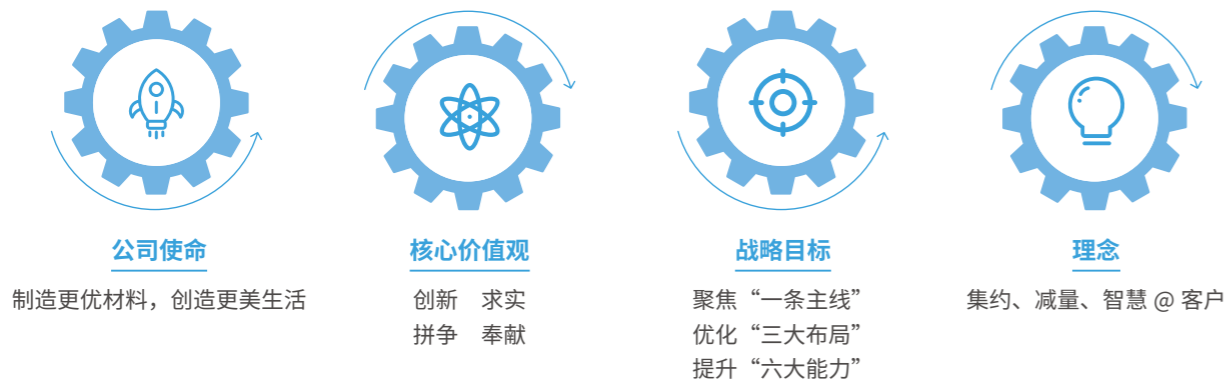 公司使命
制造更优材料，创造更美生活
核心价值观
创新 求实
拼争 奉献
战略目标
聚焦“一条主线”
优化“三大布局”
提升“六大能力”
理念
集约、减量、智慧 @ 客户